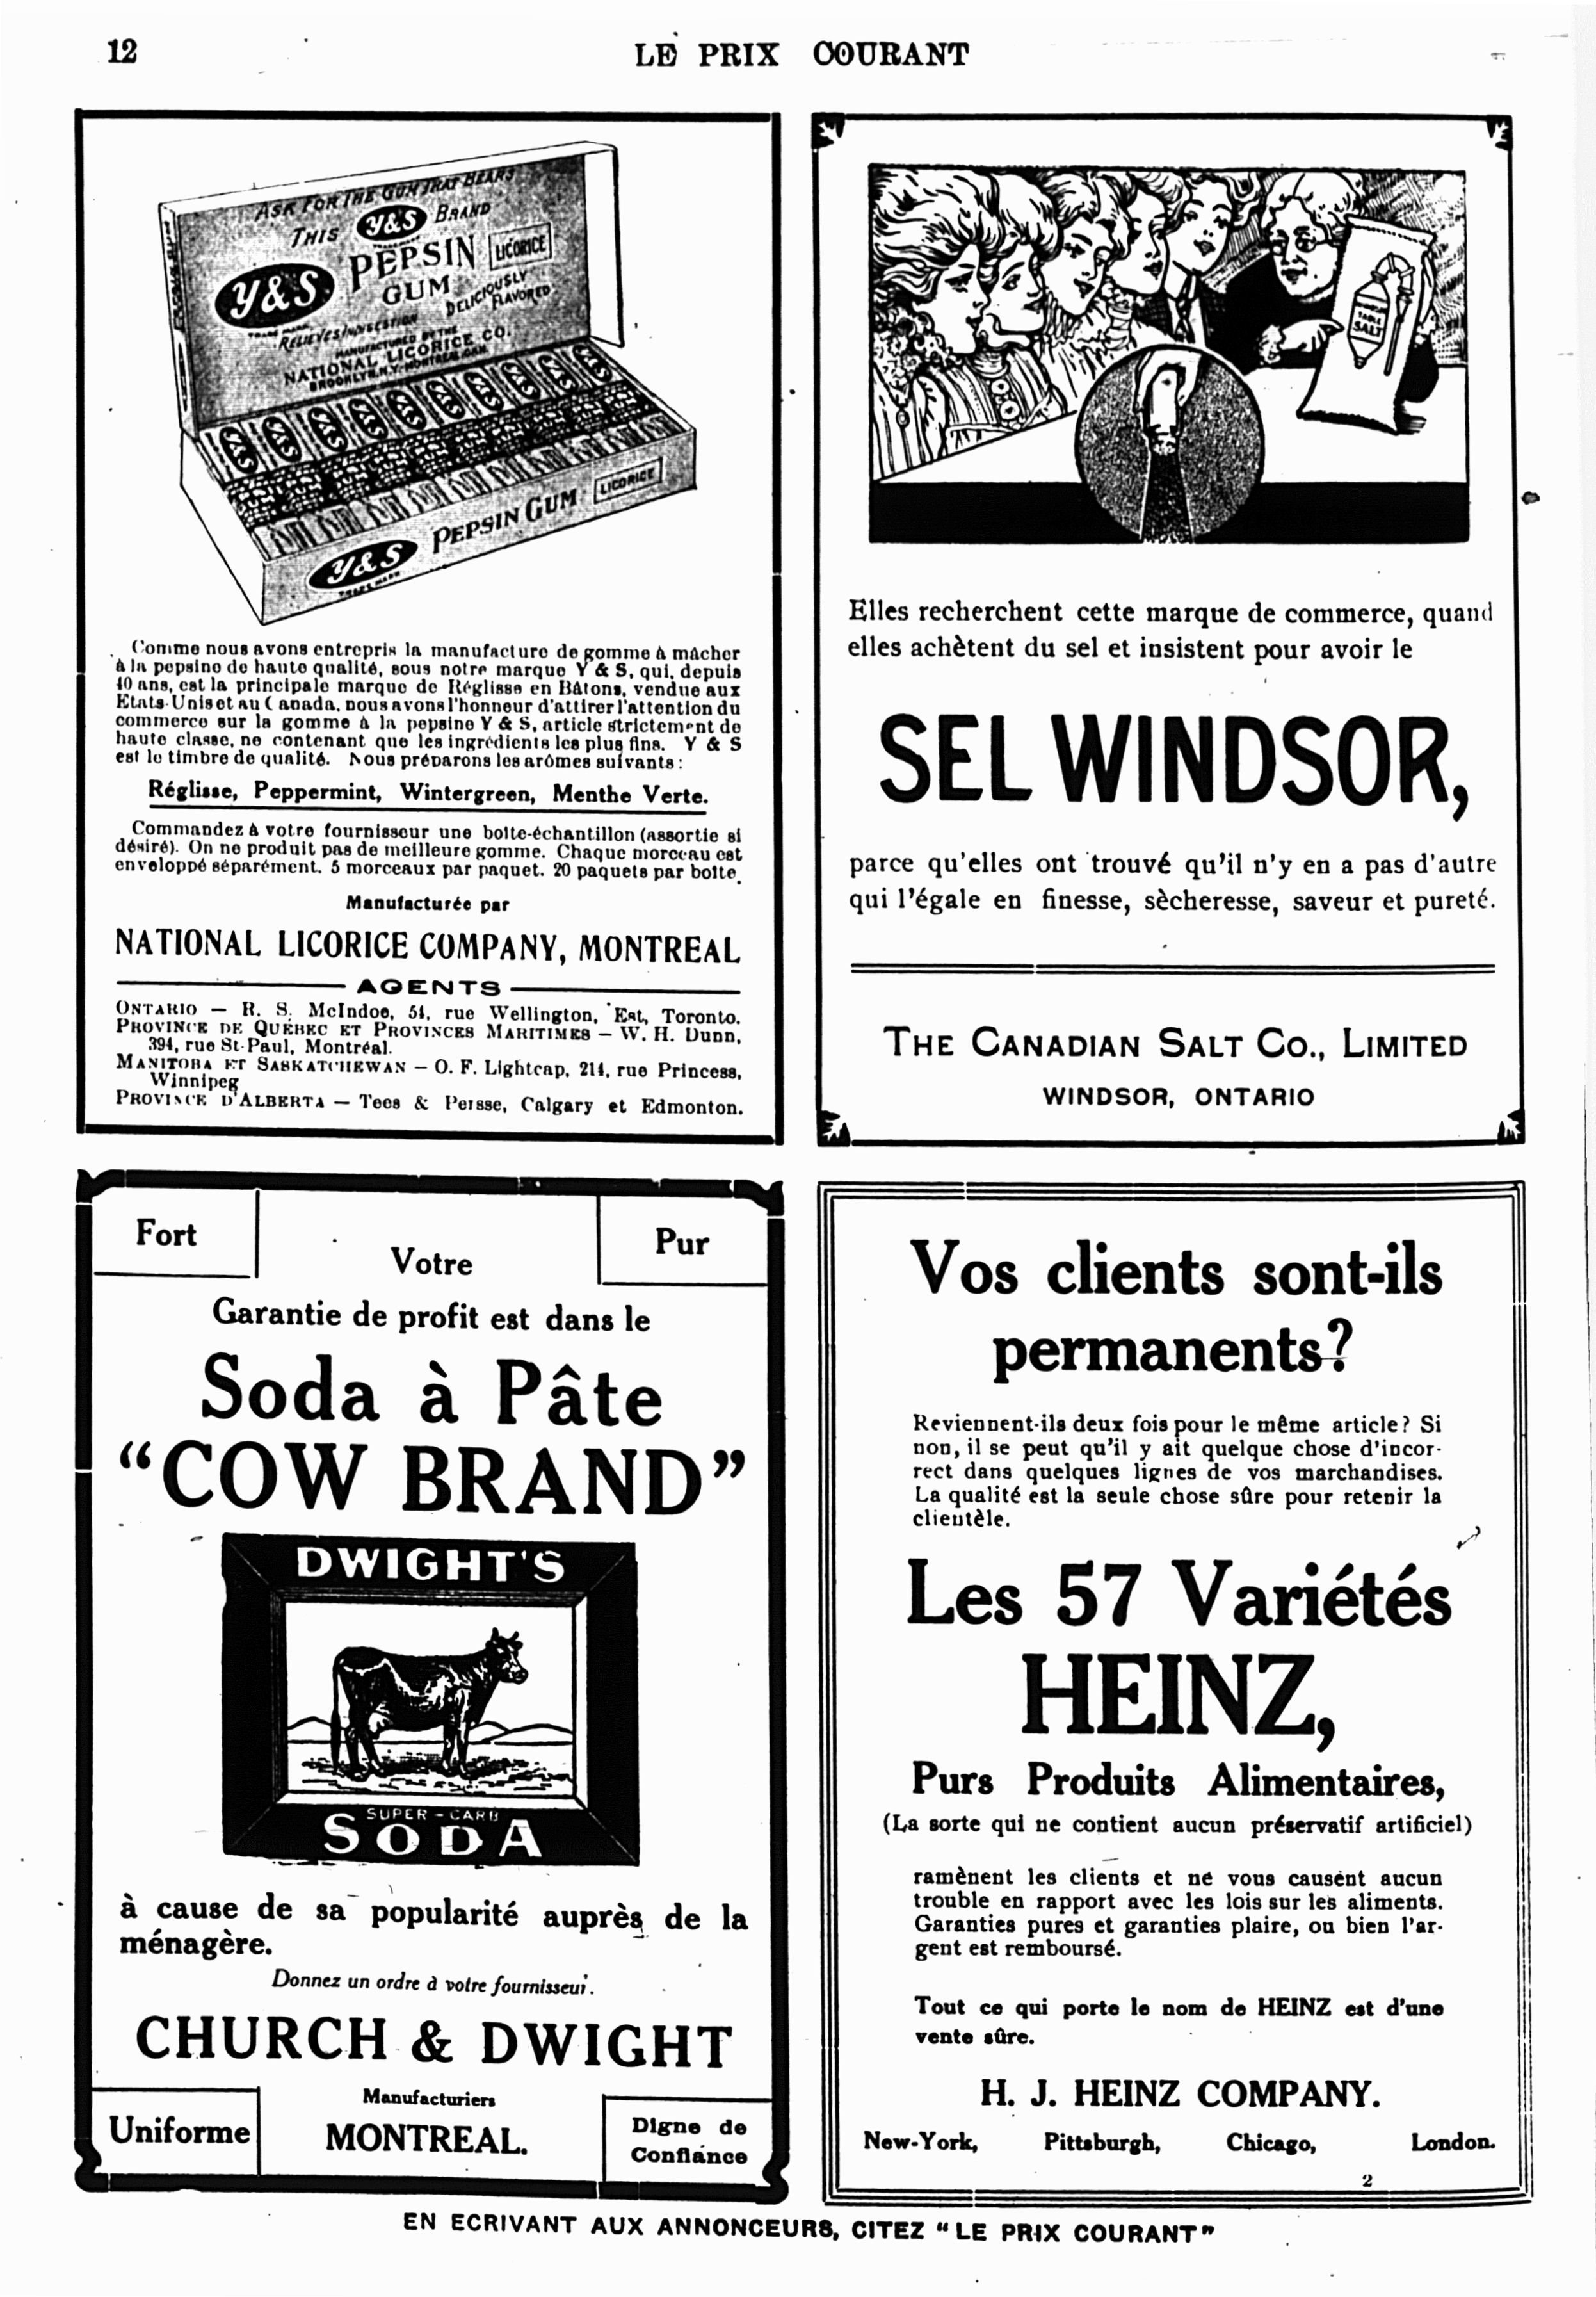 12
LE PRIX COURANT
ASK FOR THE GUM THAT BEARS
THIS Y&S BRAND
Y&S PEPSIN LICORICE
GUM
DELICIOUSLY
FLAVORED
TRADE MARK
RELIEVES INDIGESTION
MANUFACTURED BY THE
NATIONAL LICORICE CO.
BROOKLYN, N.Y. MONTREAL, CAN.
Y&S PEPSIN GUM LICORICE
TRADE MARK
Comme nous avons entrepris la manufacture de gomme à mâcher
à la pepsine de haute qualité, sous notre marque Y & S, qui, depuis
40 ans, est la principale marque de Réglisse en Bâtons, vendue aux
Etats-Unis et au Canada, nous avons l'honneur d'attirer l'attention du
commerce sur la gomme à la pepsine Y & S, article strictement de
haute classe, ne contenant que les ingrédients les plus fins. Y & S
est le timbre de qualité. Nous préparons les arômes suivants:
Réglisse, Peppermint, Wintergreen, Menthe Verte.
Commandez à votre fournisseur une boîte-échantillon (assortie si
désiré). On ne produit pas de meilleure gomme. Chaque morceau est
enveloppé séparément. 5 morceaux par paquet. 20 paquets par boîte.
Manufacturée par
NATIONAL LICORICE COMPANY, MONTREAL
AGENTS
ONTARIO — R. S. McIndoe, 51, rue Wellington, Est, Toronto.
PROVINCE DE QUEBEC ET PROVINCES MARITIMES — W. H. Dunn,
394, rue St-Paul, Montréal.
MANITOBA ET SASKATCHEWAN — O. F. Lightcap, 214, rue Princess,
Winnipeg
PROVINCE D'ALBERTA — Tees & Persse, Calgary et Edmonton.
TABLE
SALT
Elles recherchent cette marque de commerce, quand
elles achètent du sel et insistent pour avoir le
SEL WINDSOR,
parce qu'elles ont trouvé qu'il n'y en a pas d'autre
qui l'égale en finesse, sècheresse, saveur et pureté.
THE CANADIAN SALT CO., LIMITED
WINDSOR, ONTARIO
Fort
Votre
Pur
Garantie de profit est dans le
Soda à Pâte
"COW BRAND"
DWIGHT'S
SUPER-CARB
SODA
à cause de sa popularité auprès de la
ménagère.
Donnez un ordre à votre fournisseur.
CHURCH & DWIGHT
Manufacturiers
Uniforme
MONTREAL.
Digne de
Confiance
Vos clients sont-ils
permanents?
Reviennent-ils deux fois pour le même article? Si
non, il se peut qu'il y ait quelque chose d'incor-
rect dans quelques lignes de vos marchandises.
La qualité est la seule chose sûre pour retenir la
clientèle.
Les 57 Variétés
HEINZ,
Purs Produits Alimentaires,
(La sorte qui ne contient aucun préservatif artificiel)
ramènent les clients et ne vous causent aucun
trouble en rapport avec les lois sur les aliments.
Garanties pures et garanties plaire, ou bien l'ar-
gent est remboursé.
Tout ce qui porte le nom de HEINZ est d'une
vente sûre.
H. J. HEINZ COMPANY.
New-York, Pittsburgh, Chicago, London.
2
EN ECRIVANT AUX ANNONCEURS, CITEZ "LE PRIX COURANT"